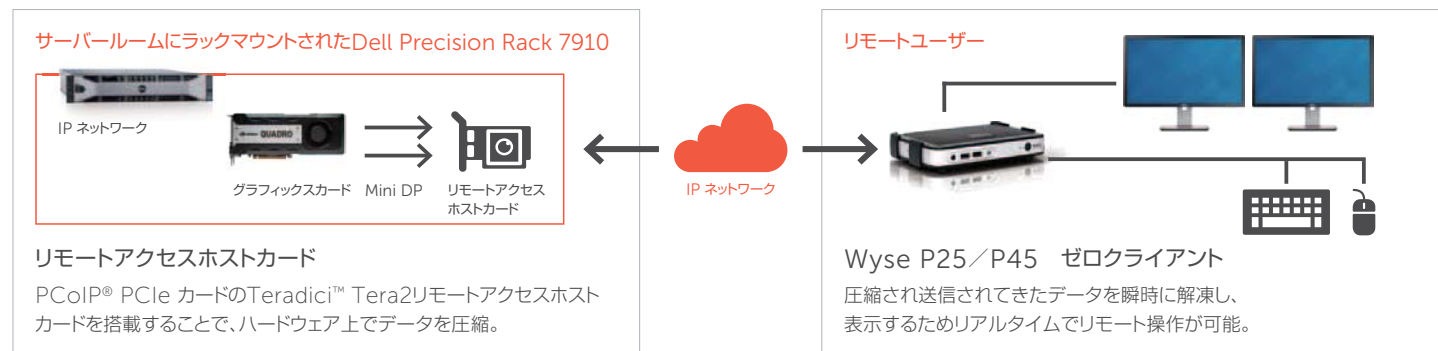 サーバールームにラックマウントされたDell Precision Rack 7910
IP ネットワーク
QUADRO
グラフィックスカード
Mini DP
リモートアクセス
ホストカード
リモートアクセスホストカード
PCoIP® PCIe カードのTeradici™ Tera2リモートアクセスホスト
カードを搭載することで、ハードウェア上でデータを圧縮。
IP ネットワーク
リモートユーザー
Wyse P25／P45　ゼロクライアント
圧縮され送信されてきたデータを瞬時に解凍し、
表示するためリアルタイムでリモート操作が可能。